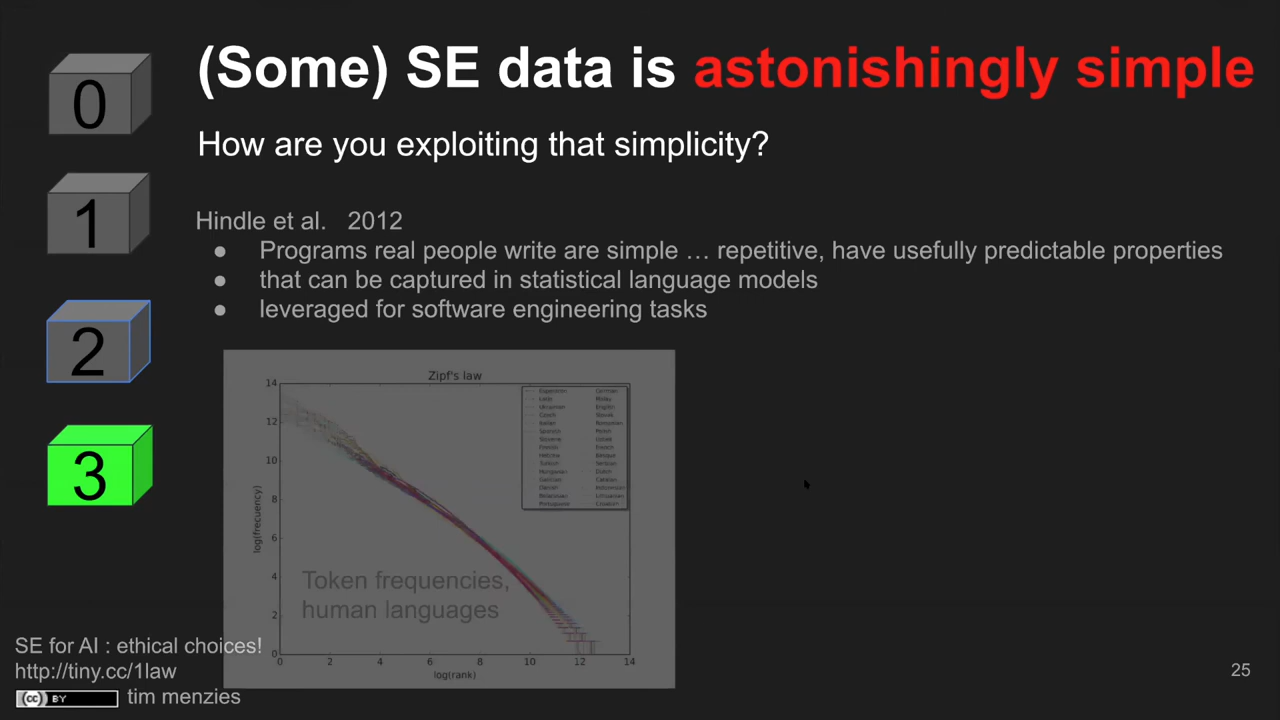 (Some) SE data is astonishingly simple
How are you exploiting that simplicity?
0
1
2
3
Hindle et al. 2012
● Programs real people write are simple … repetitive, have usefully predictable properties
● that can be captured in statistical language models
● leveraged for software engineering tasks
Zipf's law
14
12
10
8
6
4
2
0
0 2 4 6 8 10 12 14
log(frecuency)
log(rank)
Token frequencies,
human languages
SE for AI : ethical choices!
http://tiny.cc/1law
cc BY tim menzies
25